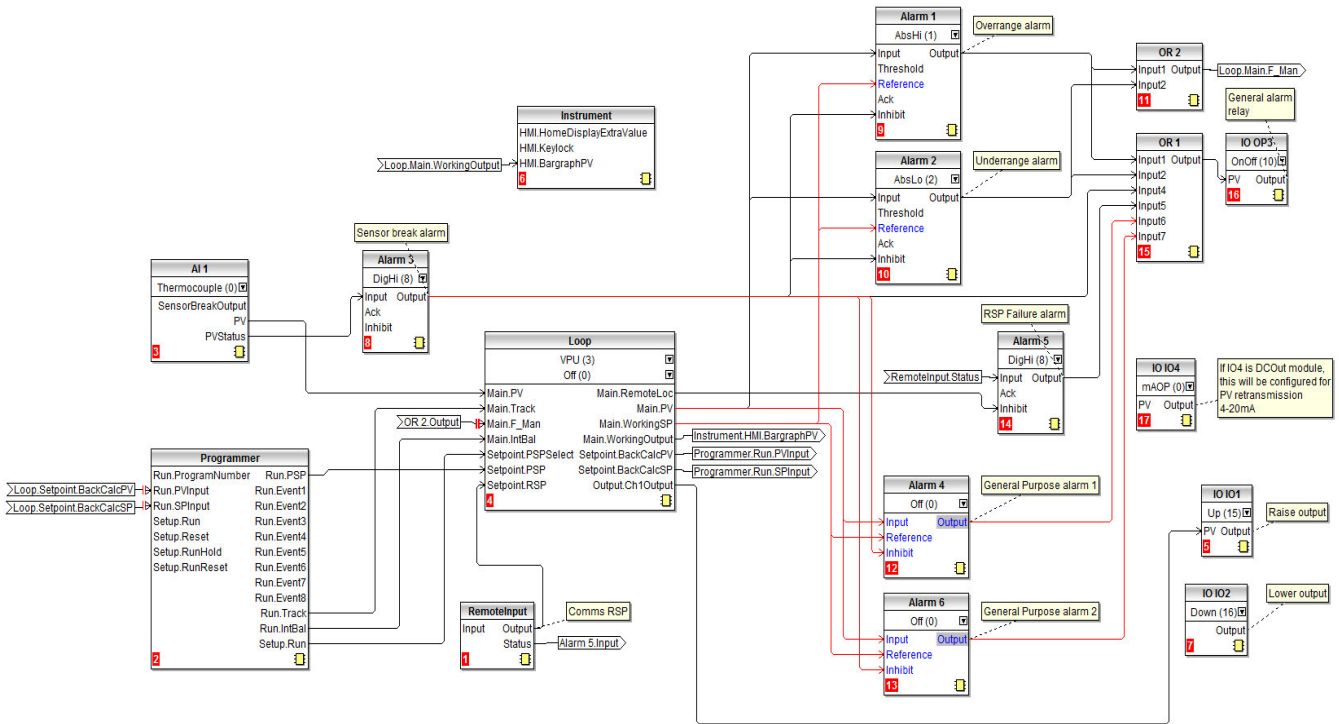 Alarm 1
AbsHi (1)
Input Output
Threshold
Reference
Ack
Inhibit
9
Overrange alarm
OR 2
Input1 Output
Input2
11
Loop.Main.F_Man
General alarm
relay
Instrument
HMI.HomeDisplayExtraValue
HMI.Keylock
HMI.BargraphPV
6
Loop.Main.WorkingOutput
Alarm 2
AbsLo (2)
Input Output
Threshold
Reference
Ack
Inhibit
10
Underrange alarm
OR 1
Input1 Output
Input2
Input4
Input5
Input6
Input7
15
IO OP3
OnOff (10)
PV Output
16
Sensor break alarm
AI 1
Thermocouple (0)
SensorBreakOutput
PV
PVStatus
3
Alarm 3
DigHi (8)
Input Output
Ack
Inhibit
8
Loop
VPU (3)
Off (0)
Main.PV
Main.Track
Main.F_Man
Main.IntBal
Setpoint.PSPSelect
Setpoint.PSP
Setpoint.RSP
Main.RemoteLoc
Main.PV
Main.WorkingSP
Main.WorkingOutput
Setpoint.BackCalcPV
Setpoint.BackCalcSP
Output.Ch1Output
4
OR 2.Output
Instrument.HMI.BargraphPV
Programmer.Run.PVInput
Programmer.Run.SPInput
RSP Failure alarm
Alarm 5
DigHi (8)
Input Output
Ack
Inhibit
14
RemoteInput.Status
IO IO4
mAOP (0)
PV Output
17
If IO4 is DCOut module,
this will be configured for
PV retransmission
4-20mA
Programmer
Run.ProgramNumber
Run.PVInput
Run.SPInput
Setup.Run
Setup.Reset
Setup.RunHold
Setup.RunReset
Run.PSP
Run.Event1
Run.Event2
Run.Event3
Run.Event4
Run.Event5
Run.Event6
Run.Event7
Run.Event8
Run.Track
Run.IntBal
Setup.Run
2
Loop.Setpoint.BackCalcPV
Loop.Setpoint.BackCalcSP
RemoteInput
Input Output
Status
1
Comms RSP
Alarm 5.Input
Alarm 4
Off (0)
Input Output
Reference
Inhibit
12
General Purpose alarm 1
IO IO1
Up (15)
PV Output
5
Raise output
Alarm 6
Off (0)
Input Output
Reference
Inhibit
13
General Purpose alarm 2
IO IO2
Down (16)
Output
7
Lower output